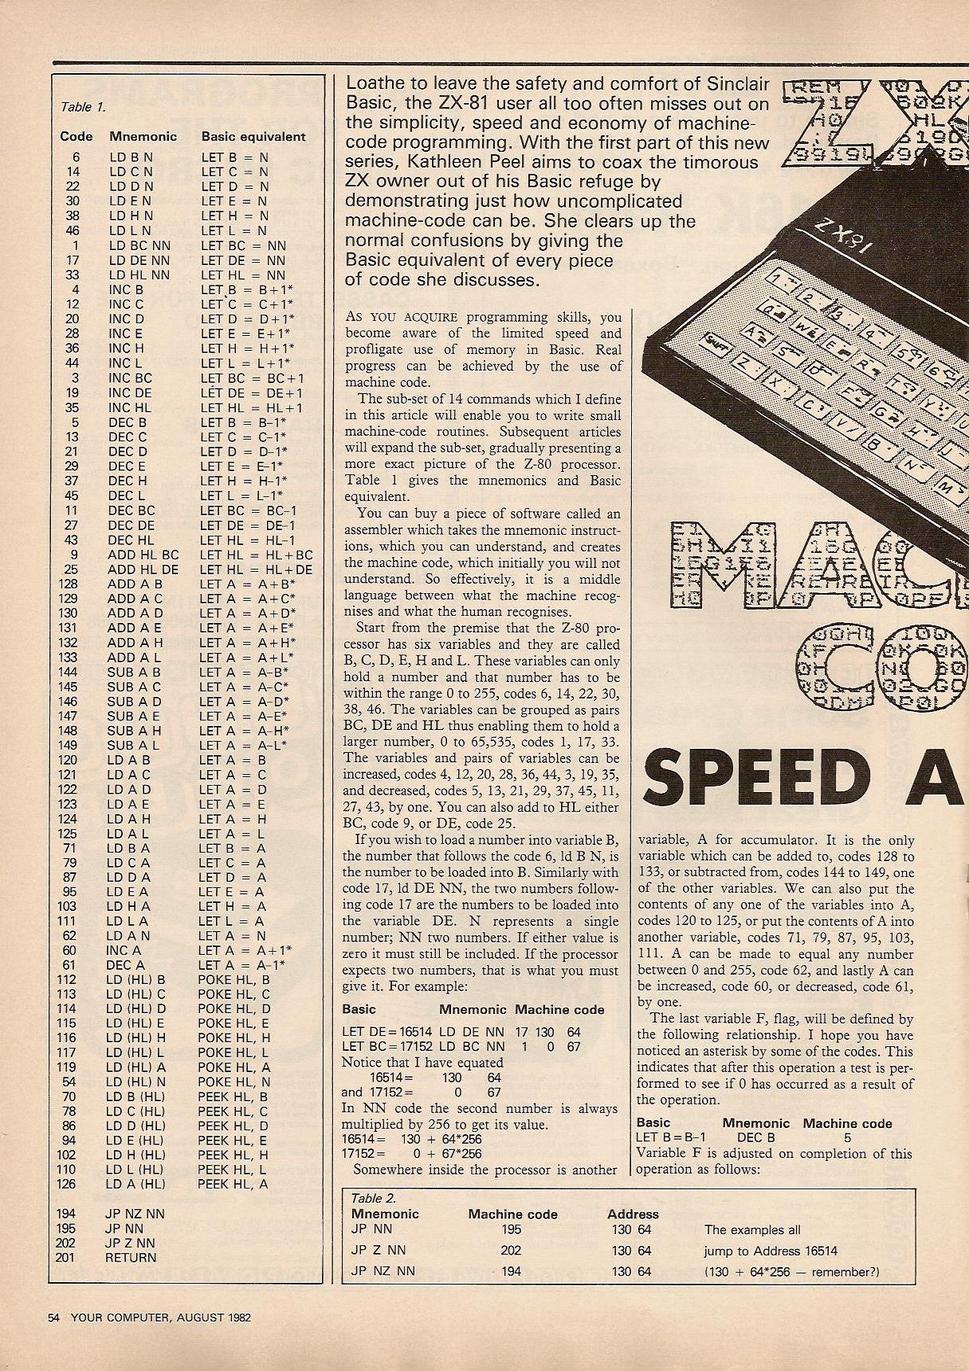 Table 1.
Code Mnemonic Basic equivalent
6 LD B N LET B = N
14 LD C N LET C = N
22 LD D N LET D = N
30 LD E N LET E = N
38 LD H N LET H = N
46 LD L N LET L = N
1 LD BC NN LET BC = NN
17 LD DE NN LET DE = NN
33 LD HL NN LET HL = NN
4 INC B LET B = B+1*
12 INC C LET C = C+1*
20 INC D LET D = D+1*
28 INC E LET E = E+1*
36 INC H LET H = H+1*
44 INC L LET L = L+1*
3 INC BC LET BC = BC+1
19 INC DE LET DE = DE+1
35 INC HL LET HL = HL+1
5 DEC B LET B = B-1*
13 DEC C LET C = C-1*
21 DEC D LET D = D-1*
29 DEC E LET E = E-1*
37 DEC H LET H = H-1*
45 DEC L LET L = L-1*
11 DEC BC LET BC = BC-1
27 DEC DE LET DE = DE-1
43 DEC HL LET HL = HL-1
9 ADD HL BC LET HL = HL+BC
25 ADD HL DE LET HL = HL+DE
128 ADD A B LET A = A+B*
129 ADD A C LET A = A+C*
130 ADD A D LET A = A+D*
131 ADD A E LET A = A+E*
132 ADD A H LET A = A+H*
133 ADD A L LET A = A+L*
144 SUB A B LET A = A-B*
145 SUB A C LET A = A-C*
146 SUB A D LET A = A-D*
147 SUB A E LET A = A-E*
148 SUB A H LET A = A-H*
149 SUB A L LET A = A-L*
120 LD A B LET A = B
121 LD A C LET A = C
122 LD A D LET A = D
123 LD A E LET A = E
124 LD A H LET A = H
125 LD A L LET A = L
71 LD B A LET B = A
79 LD C A LET C = A
87 LD D A LET D = A
95 LD E A LET E = A
103 LD H A LET H = A
111 LD L A LET L = A
62 LD A N LET A = N
60 INC A LET A = A+1*
61 DEC A LET A = A-1*
112 LD (HL) B POKE HL, B
113 LD (HL) C POKE HL, C
114 LD (HL) D POKE HL, D
115 LD (HL) E POKE HL, E
116 LD (HL) H POKE HL, H
117 LD (HL) L POKE HL, L
119 LD (HL) A POKE HL, A
54 LD (HL) N POKE HL, N
70 LD B (HL) PEEK HL, B
78 LD C (HL) PEEK HL, C
86 LD D (HL) PEEK HL, D
94 LD E (HL) PEEK HL, E
102 LD H (HL) PEEK HL, H
110 LD L (HL) PEEK HL, L
126 LD A (HL) PEEK HL, A
194 JP NZ NN
195 JP NN
202 JP Z NN
201 RETURN
Loathe to leave the safety and comfort of Sinclair
Basic, the ZX-81 user all too often misses out on
the simplicity, speed and economy of machine-
code programming. With the first part of this new
series, Kathleen Peel aims to coax the timorous
ZX owner out of his Basic refuge by
demonstrating just how uncomplicated
machine-code can be. She clears up the
normal confusions by giving the
Basic equivalent of every piece
of code she discusses.
ZX
ZX81
MAC
CO
SPEED A
AS YOU ACQUIRE programming skills, you
become aware of the limited speed and
profligate use of memory in Basic. Real
progress can be achieved by the use of
machine code.
The sub-set of 14 commands which I define
in this article will enable you to write small
machine-code routines. Subsequent articles
will expand the sub-set, gradually presenting a
more exact picture of the Z-80 processor.
Table 1 gives the mnemonics and Basic
equivalent.
You can buy a piece of software called an
assembler which takes the mnemonic instruct-
ions, which you can understand, and creates
the machine code, which initially you will not
understand. So effectively, it is a middle
language between what the machine recog-
nises and what the human recognises.
Start from the premise that the Z-80 pro-
cessor has six variables and they are called
B, C, D, E, H and L. These variables can only
hold a number and that number has to be
within the range 0 to 255, codes 6, 14, 22, 30,
38, 46. The variables can be grouped as pairs
BC, DE and HL thus enabling them to hold a
larger number, 0 to 65,535, codes 1, 17, 33.
The variables and pairs of variables can be
increased, codes 4, 12, 20, 28, 36, 44, 3, 19, 35,
and decreased, codes 5, 13, 21, 29, 37, 45, 11,
27, 43, by one. You can also add to HL either
BC, code 9, or DE, code 25.
If you wish to load a number into variable B,
the number that follows the code 6, ld B N, is
the number to be loaded into B. Similarly with
code 17, ld DE NN, the two numbers follow-
ing code 17 are the numbers to be loaded into
the variable DE. N represents a single
number; NN two numbers. If either value is
zero it must still be included. If the processor
expects two numbers, that is what you must
give it. For example:
Basic Mnemonic Machine code
LET DE=16514 LD DE NN 17 130 64
LET BC=17152 LD BC NN 1 0 67
Notice that I have equated
16514= 130 64
and 17152= 0 67
In NN code the second number is always
multiplied by 256 to get its value.
16514= 130 + 64*256
17152= 0 + 67*256
Somewhere inside the processor is another
variable, A for accumulator. It is the only
variable which can be added to, codes 128 to
133, or subtracted from, codes 144 to 149, one
of the other variables. We can also put the
contents of any one of the variables into A,
codes 120 to 125, or put the contents of A into
another variable, codes 71, 79, 87, 95, 103,
111. A can be made to equal any number
between 0 and 255, code 62, and lastly A can
be increased, code 60, or decreased, code 61,
by one.
The last variable F, flag, will be defined by
the following relationship. I hope you have
noticed an asterisk by some of the codes. This
indicates that after this operation a test is per-
formed to see if 0 has occurred as a result of
the operation.
Basic Mnemonic Machine code
LET B=B-1 DEC B 5
Variable F is adjusted on completion of this
operation as follows:
Table 2.
Mnemonic Machine code Address
JP NN 195 130 64 The examples all
JP Z NN 202 130 64 jump to Address 16514
JP NZ NN 194 130 64 (130 + 64*256 — remember?)
54 YOUR COMPUTER, AUGUST 1982